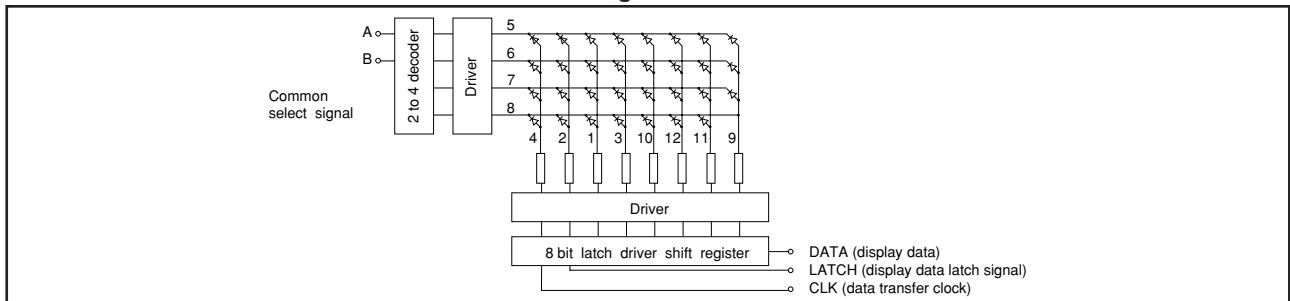 A
B
2 to 4 decoder
Driver
5
6
7
8
Common
select signal
4 2 1 3 10 12 11 9
Driver
8 bit latch driver shift register
DATA (display data)
LATCH (display data latch signal)
CLK (data transfer clock)